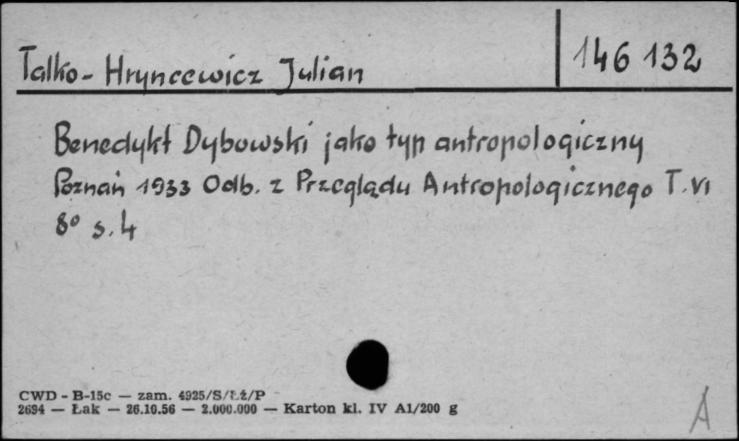 Talko-Hryncewicz Julian
146 132
Benedykt Dybowski jako typ antropologiczny
Poznań 1933 Odb. z Przeglądu Antropologicznego T. VI
8° s. 4
CWD - B-15c — zam. 4925/S/Łż/P
2694 — Łak — 26.10.56 — 2.000.000 — Karton kl. IV A1/200 g
A